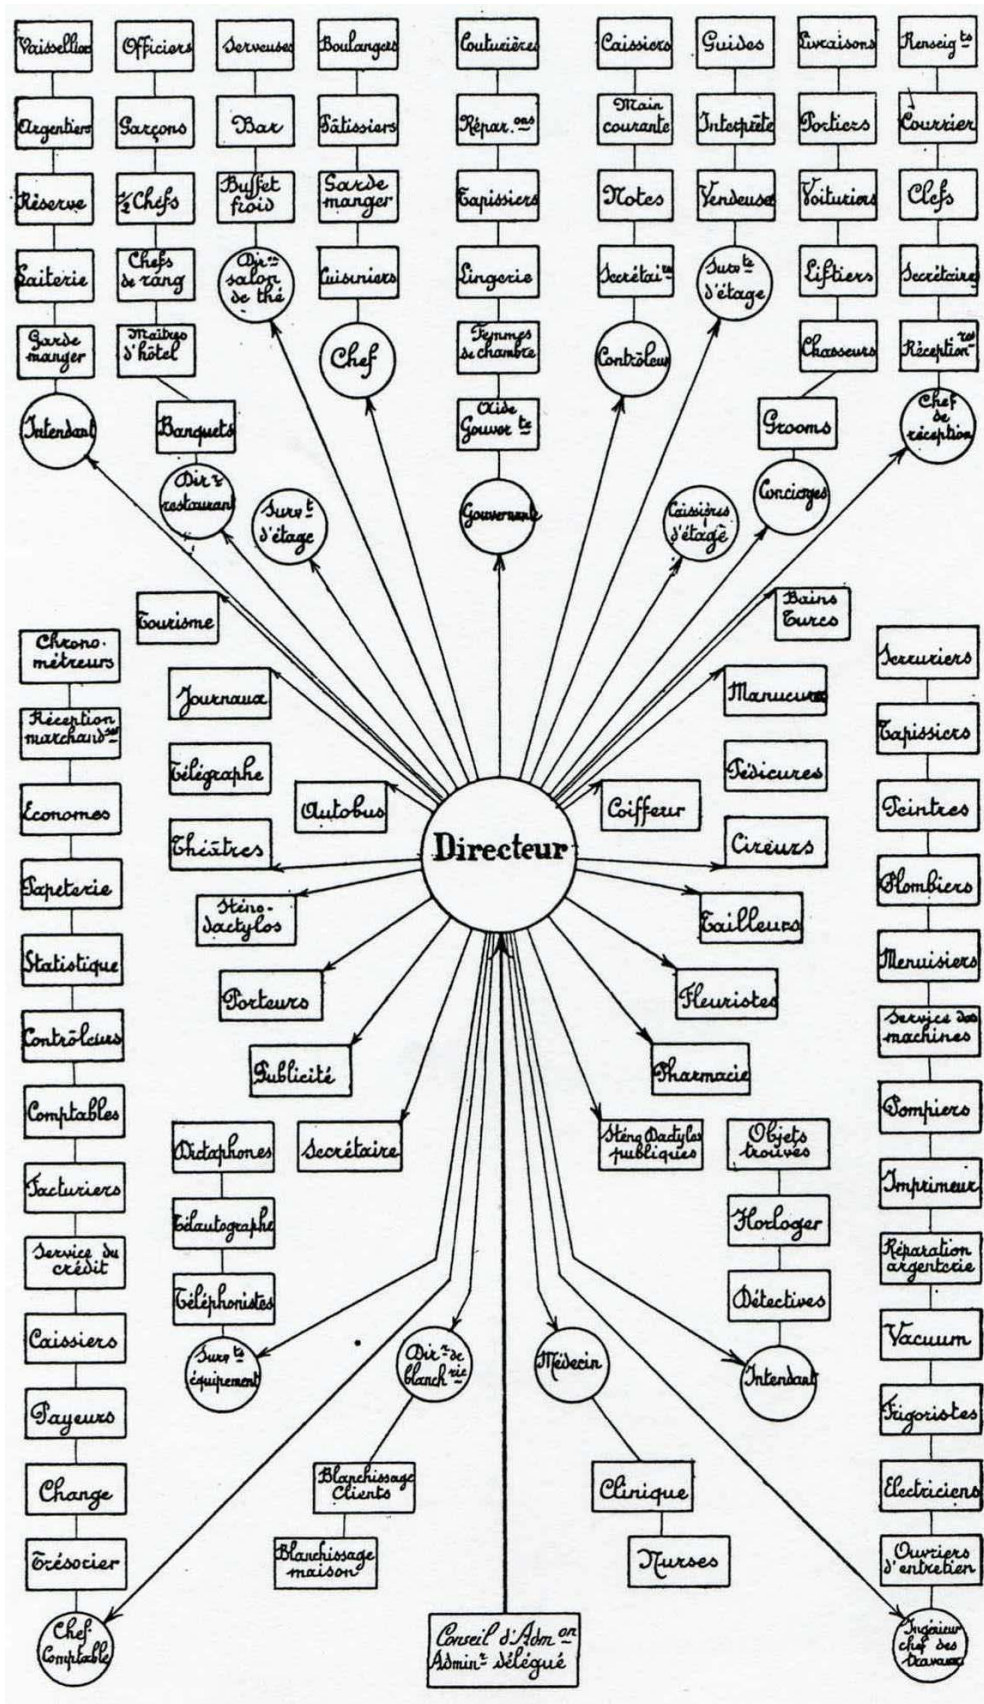 Vaisselliers
Officiers
Serveuses
Boulangers
Couturières
Caissiers
Guides
Livraisons
Renseig ts
Argentiers
Garçons
Bar
Pâtissiers
Répar. ons
Main
courante
Interprète
Portiers
Courrier
Réserve
½ Chefs
Buffet
froid
Garde
manger
Tapissiers
Notes
Vendeuses
Voituriers
Clefs
Laiterie
Chefs
de rang
Dir on
salon
de thé
Cuisiniers
Lingerie
Secrétai res
Surv te
d'étage
Liftiers
Secrétaires
Garde
manger
Maîtres
d'hôtel
Chef
Femmes
de chambre
Contrôleur
Chasseurs
Réception res
Intendant
Banquets
Aide
Gouver te
Grooms
Chef
de
réception
Dir r
restaurant
Surv t
d'étage
Gouvernante
Caissières
d'étage
Concierges
Tourisme
Bains
Turcs
Chrono-
métreurs
Journaux
Manucures
Serruriers
Réception
marchand ses
Télégraphe
Pédicures
Tapissiers
Economes
Autobus
Coiffeur
Peintres
Théâtres
Directeur
Cireurs
Papeterie
Sténo-
dactylos
Tailleurs
Plombiers
Statistique
Porteurs
Fleuristes
Menuisiers
Contrôleurs
Publicité
Pharmacie
Service des
machines
Comptables
Dictaphones
Secrétaire
Sténo Dactylos
publiques
Objets
trouvés
Pompiers
Facturiers
Télautographe
Horloger
Imprimeur
Service du
crédit
Téléphonistes
Détectives
Réparation
argenterie
Caissiers
Surv te
équipement
Dir r de
blanch rie
Médecin
Intendant
Vacuum
Payeurs
Frigoristes
Change
Blanchissage
Clients
Clinique
Electriciens
Trésorier
Blanchissage
maison
Nurses
Ouvriers
d'entretien
Chef
Comptable
Conseil d'Adm on
Admin r délégué
Ingénieur
chef des
travaux